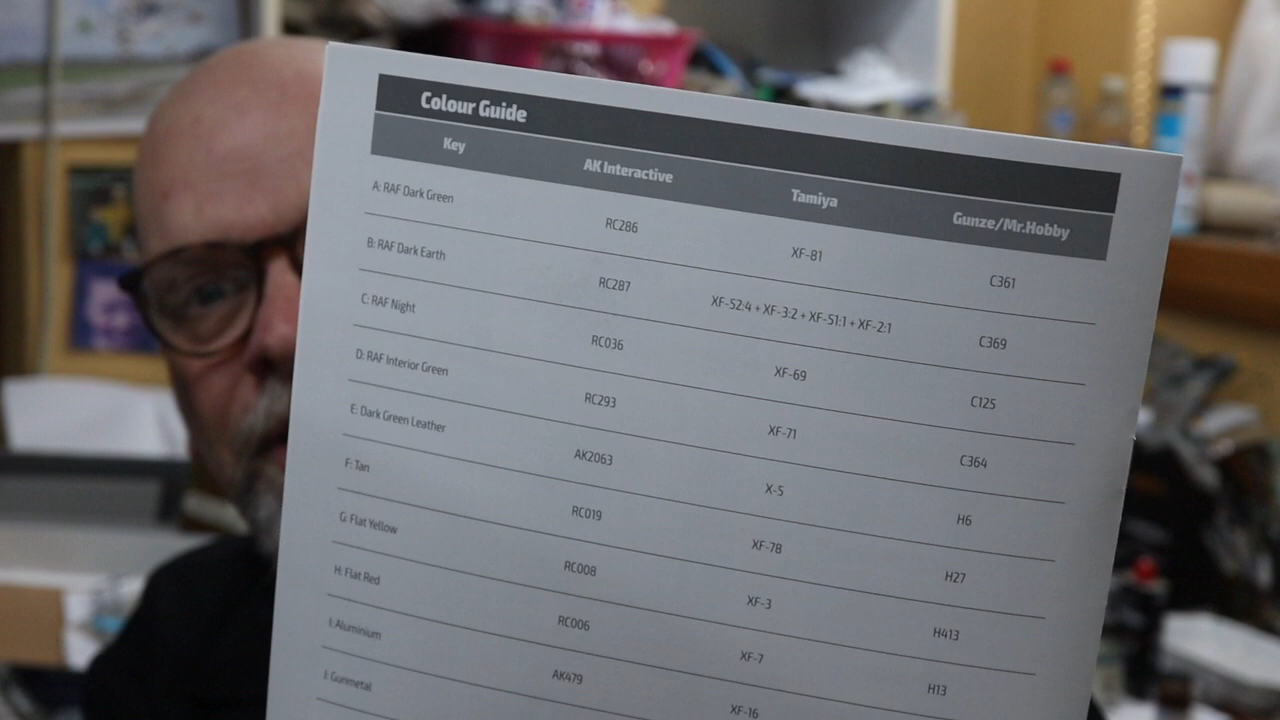 Colour Guide
Key AK Interactive Tamiya Gunze/Mr.Hobby
A: RAF Dark Green RC286 XF-81 C361
B: RAF Dark Earth RC287 XF-52:4 + XF-3:2 + XF-51:1 + XF-2:1 C369
C: RAF Night RC036 XF-69 C125
D: RAF Interior Green RC293 XF-71 C364
E: Dark Green Leather AK2063 X-5 H6
F: Tan RC019 XF-78 H27
G: Flat Yellow RC008 XF-3 H413
H: Flat Red RC006 XF-7 H13
I: Aluminium AK479 XF-16
J: Gunmetal